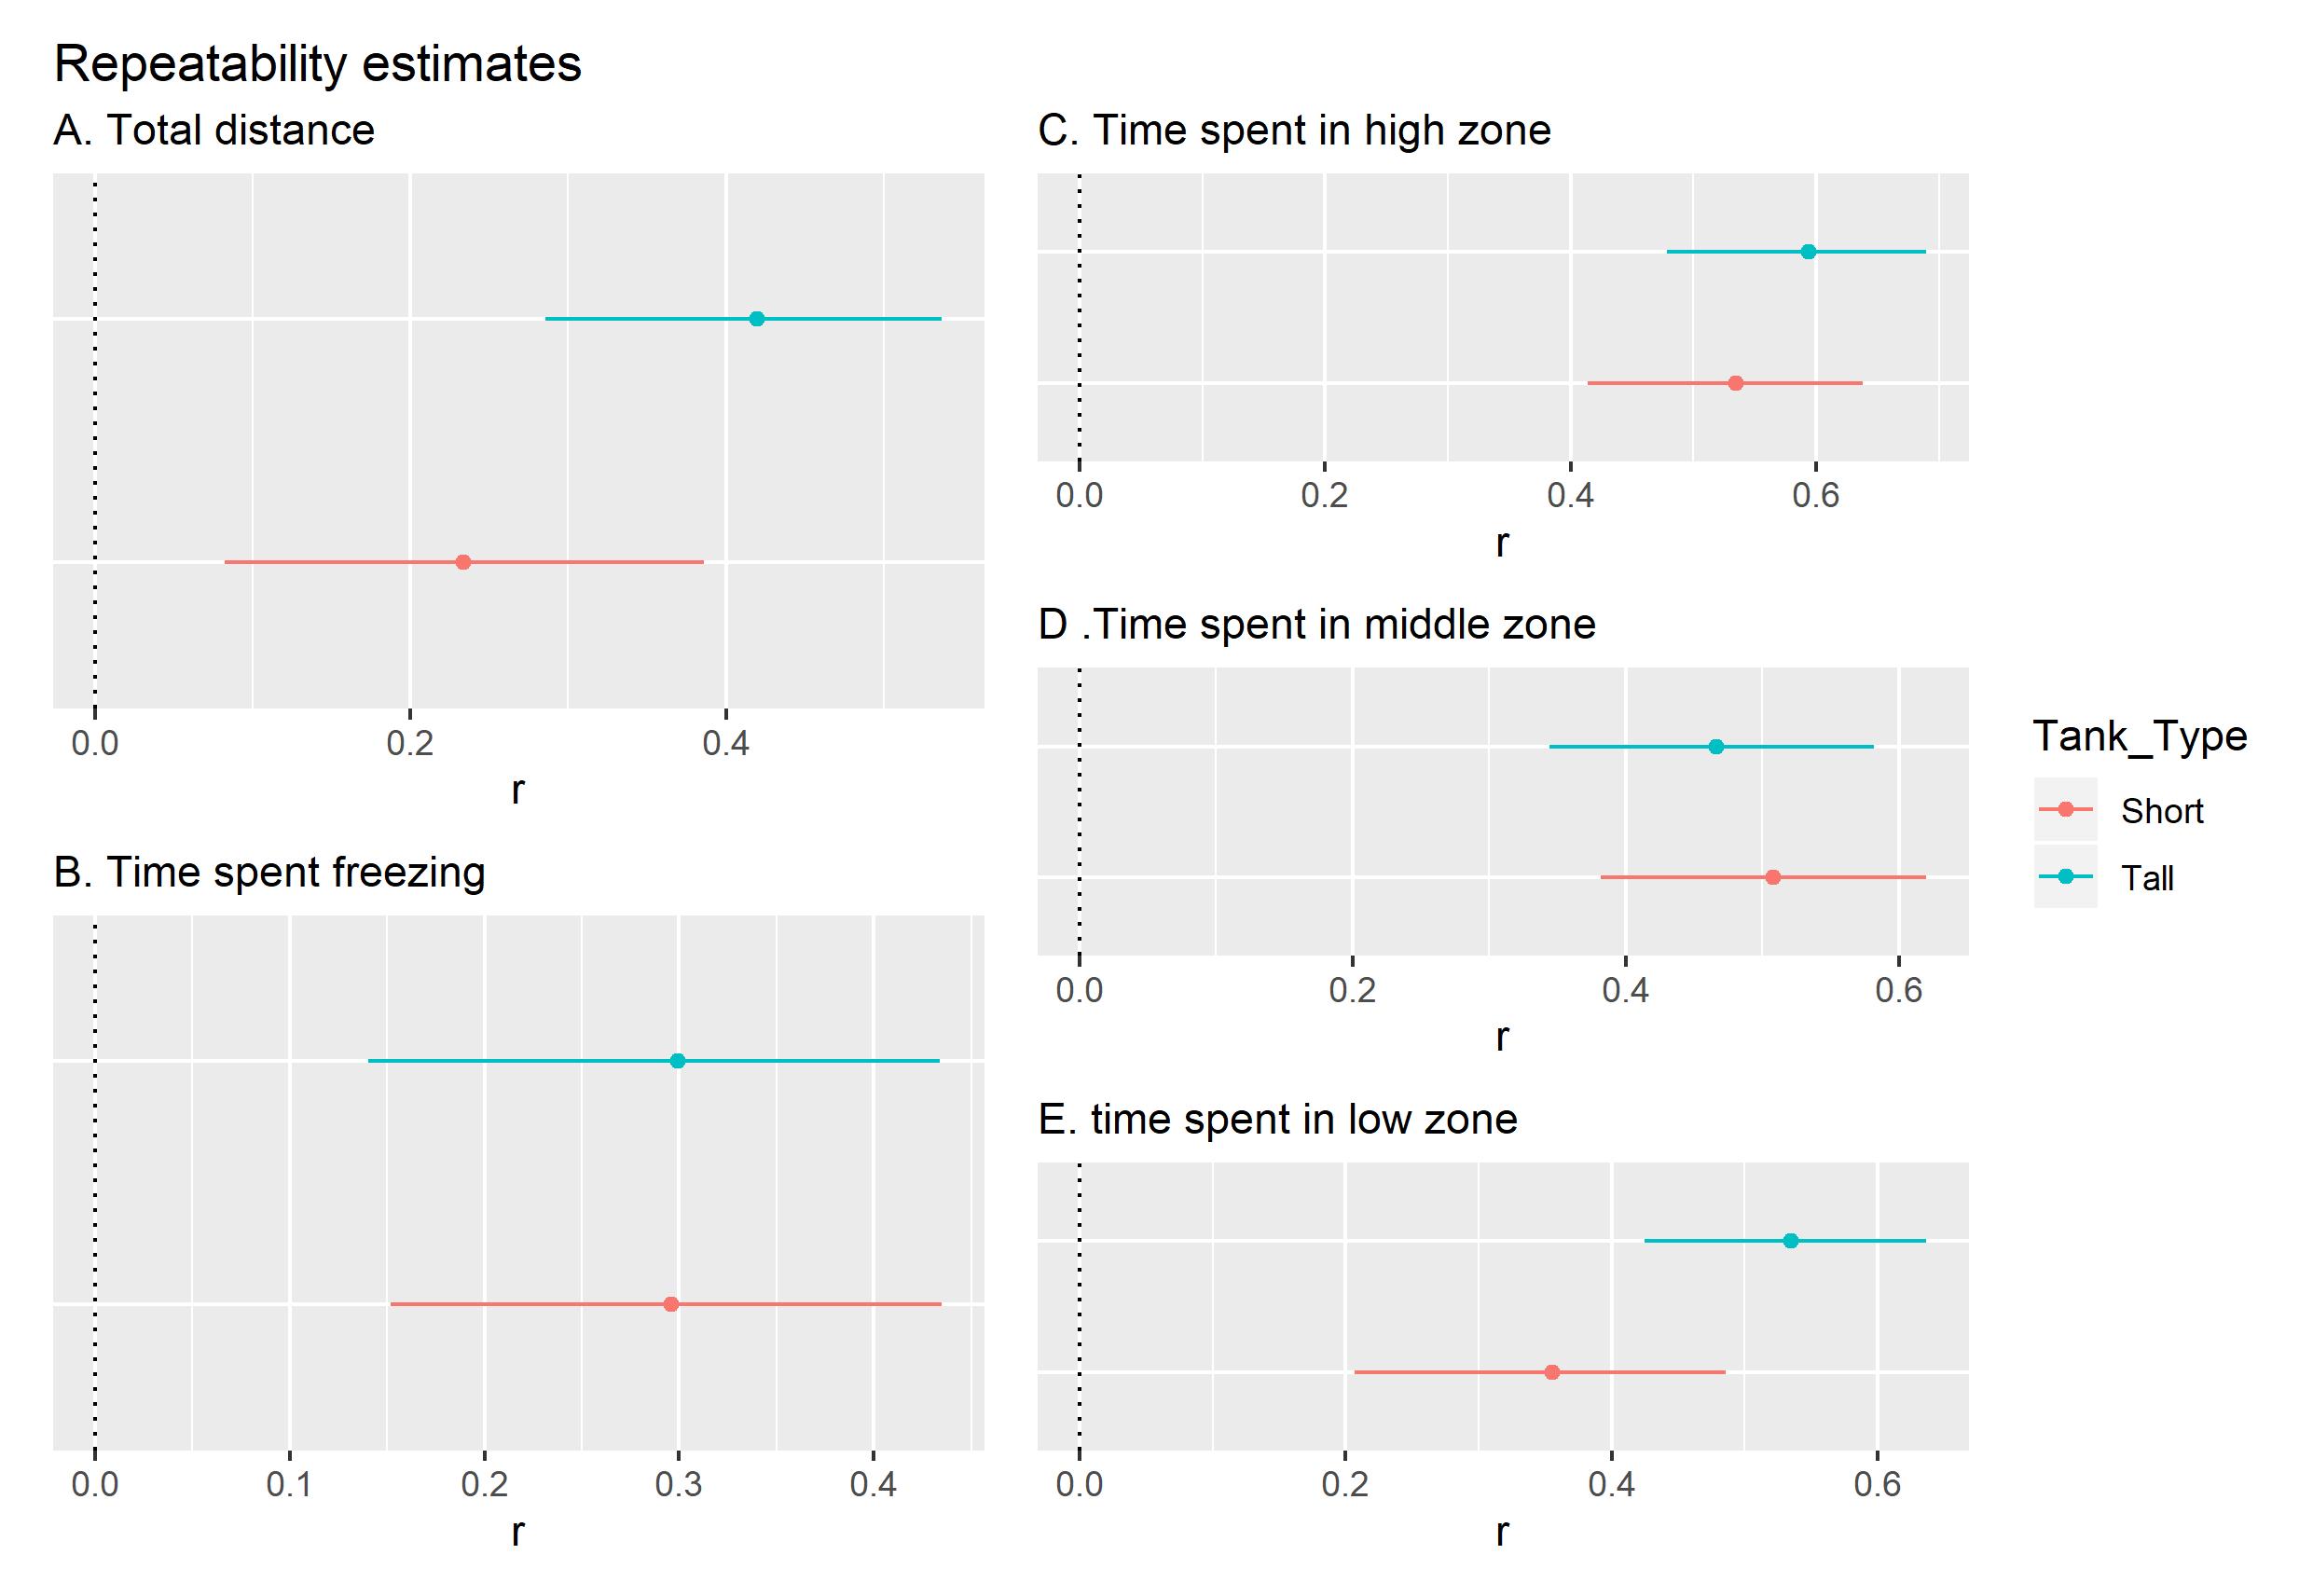 Repeatability estimates
A. Total distance
0.0 0.2 0.4
r
B. Time spent freezing
0.0 0.1 0.2 0.3 0.4
r
C. Time spent in high zone
0.0 0.2 0.4 0.6
r
D .Time spent in middle zone
0.0 0.2 0.4 0.6
r
E. time spent in low zone
0.0 0.2 0.4 0.6
r
Tank_Type
Short
Tall